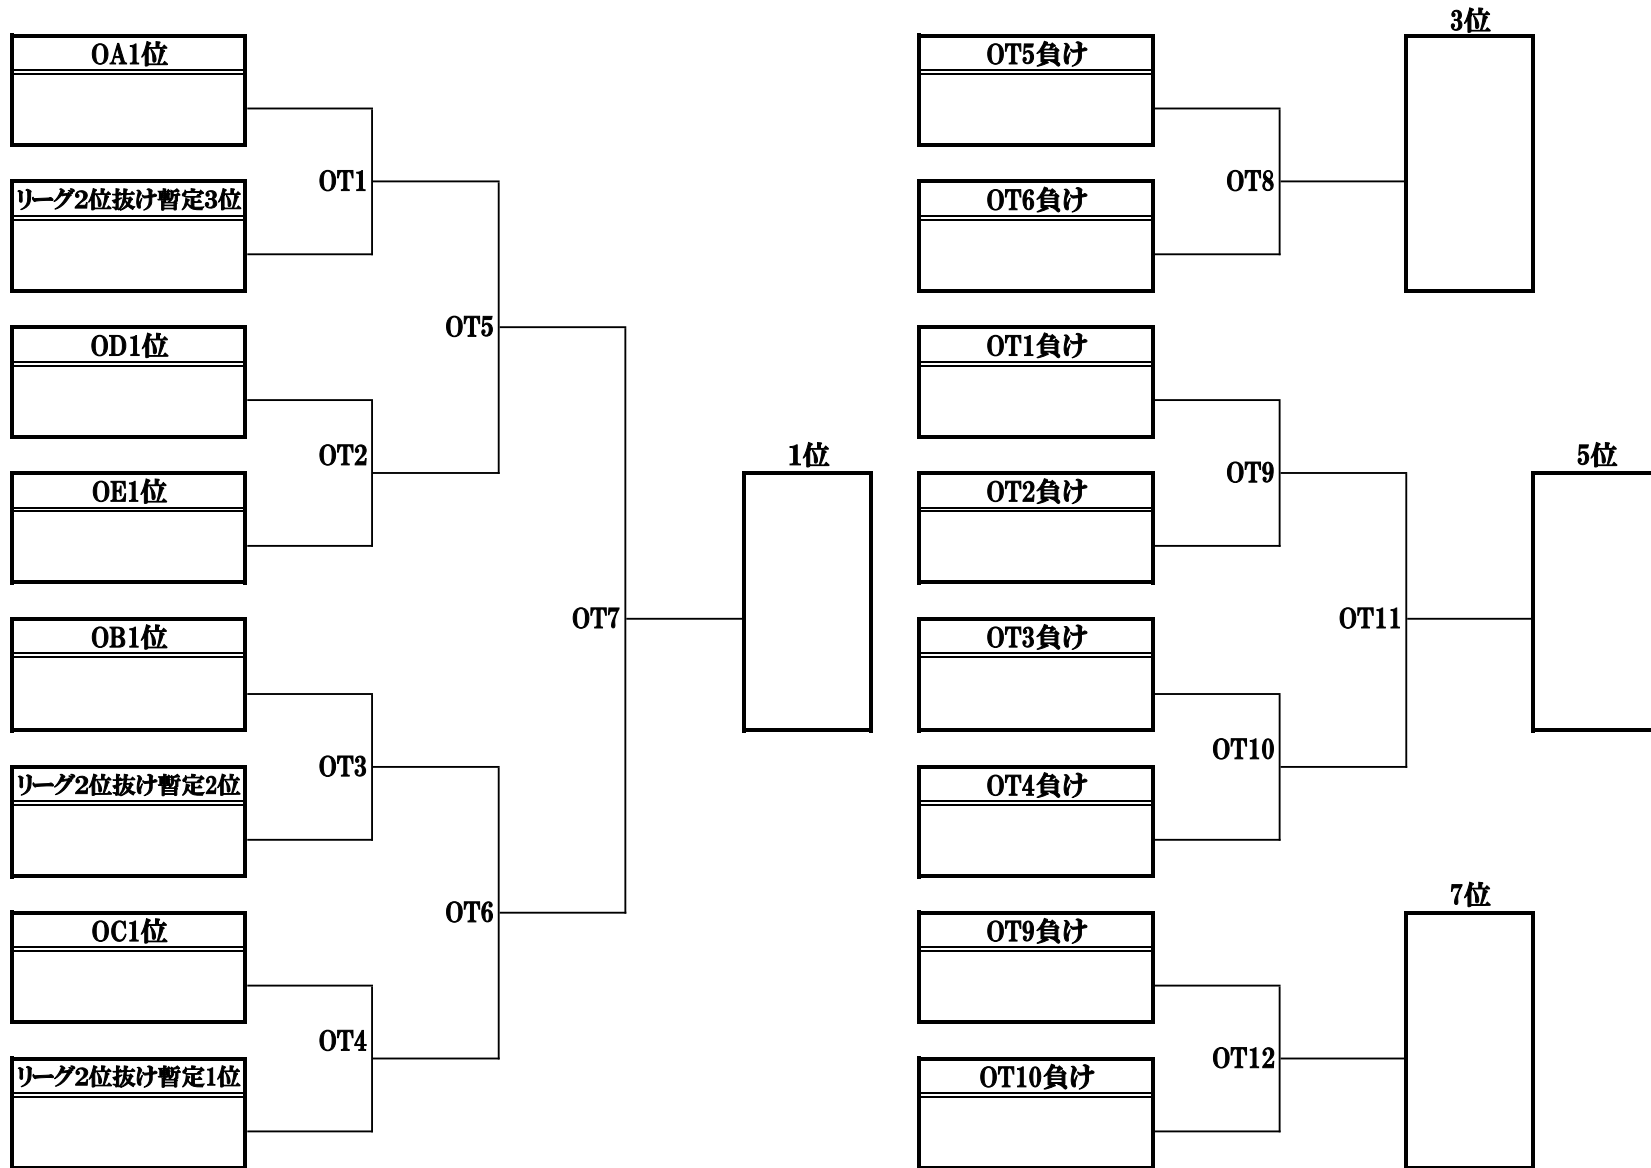 OA1位
OT1
リーグ2位抜け暫定3位
OT5
OD1位
OT2
OE1位
OT7
1位
OB1位
OT3
リーグ2位抜け暫定2位
OT6
OC1位
OT4
リーグ2位抜け暫定1位
3位
OT5負け
OT8
OT6負け
OT1負け
OT9
OT2負け
OT11
5位
OT3負け
OT10
OT4負け
7位
OT9負け
OT12
OT10負け